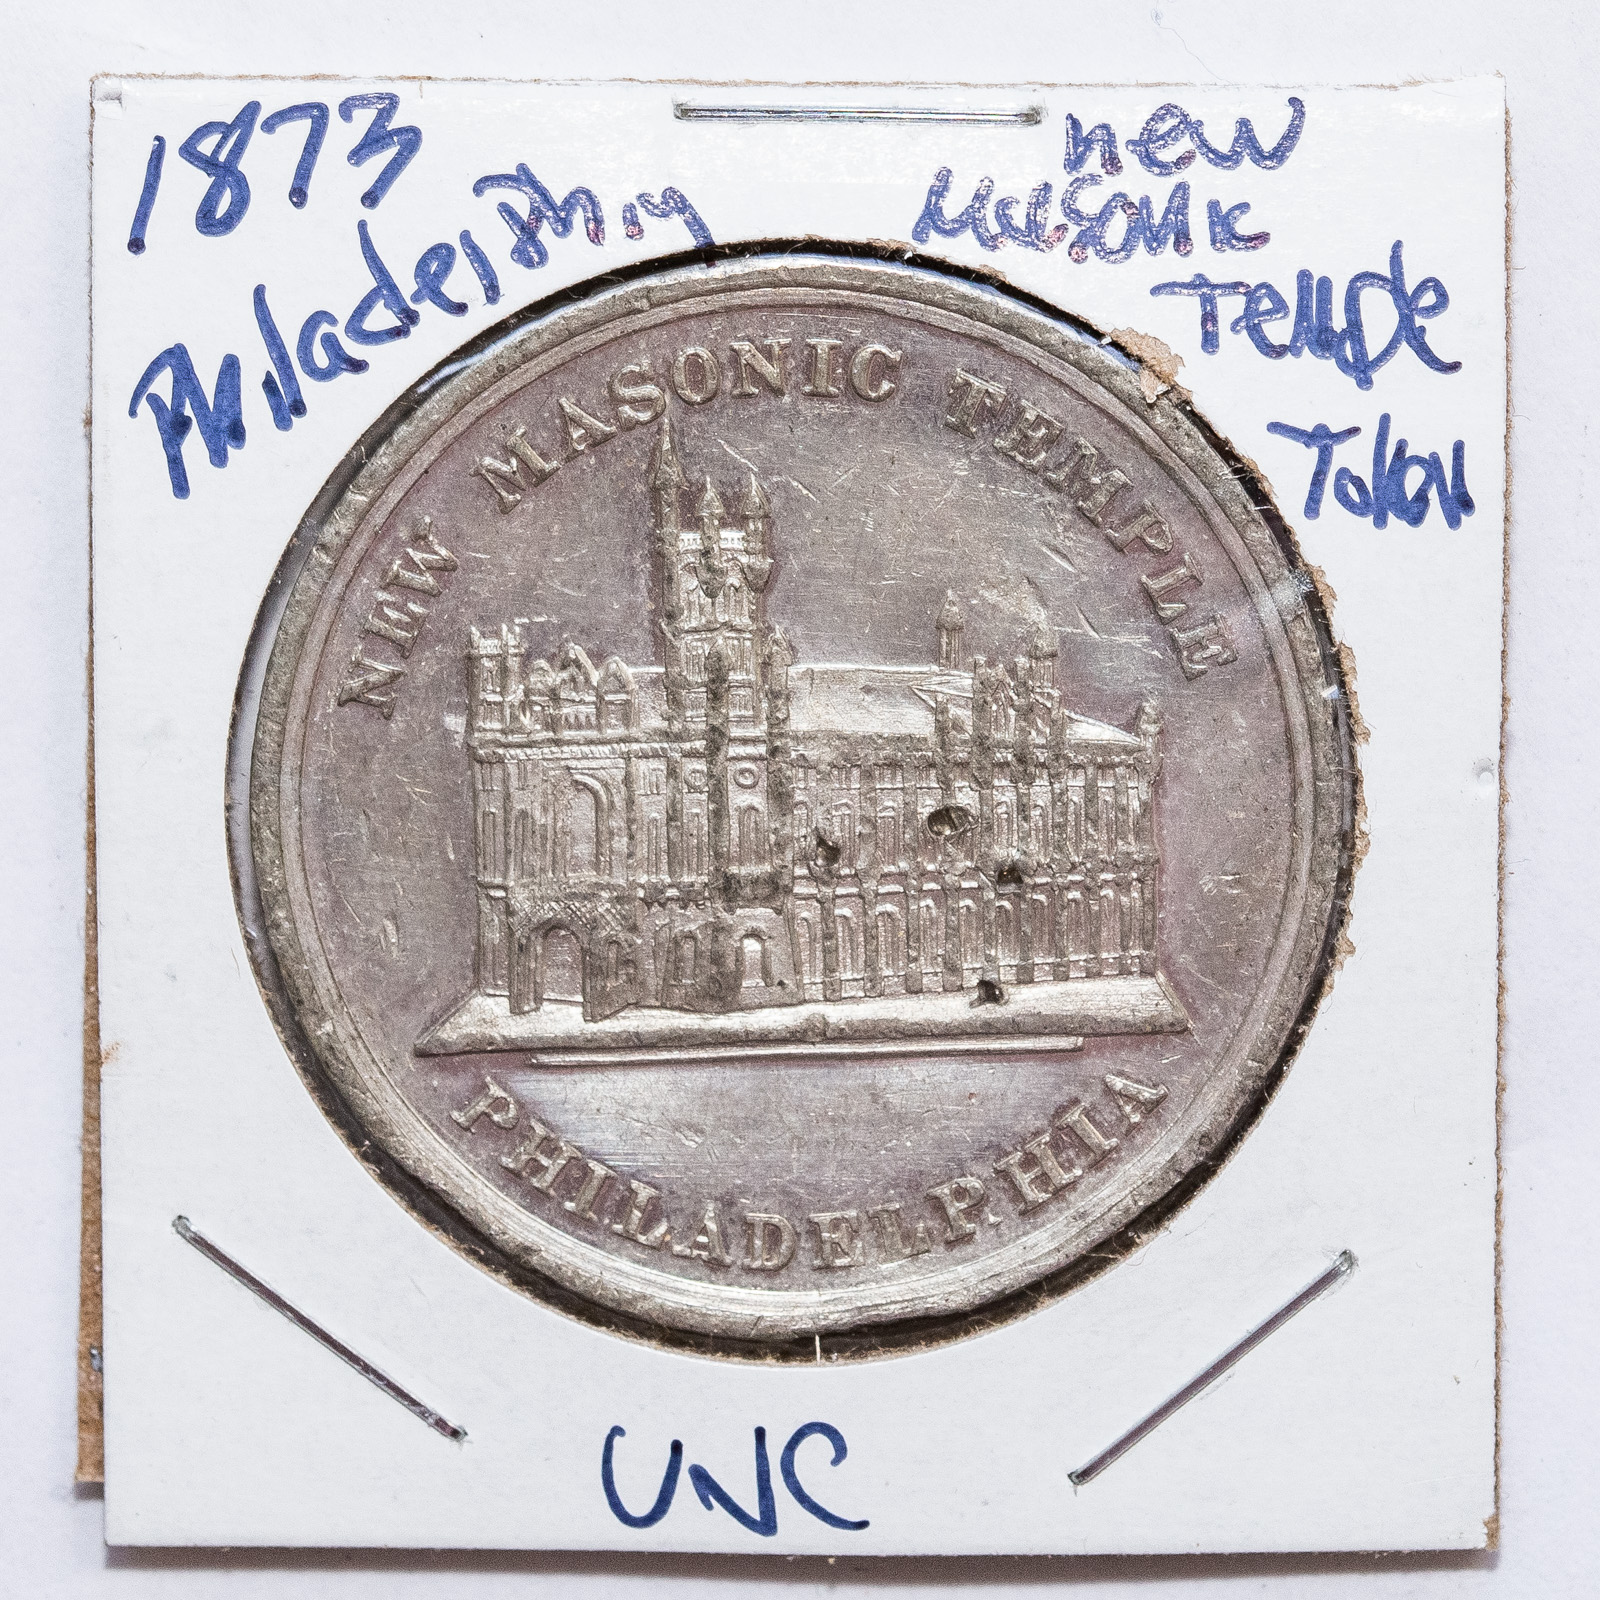 1873
Philadelphia
new
Masonic
Temple
Token
NEW MASONIC TEMPLE
PHILADELPHIA
UNC